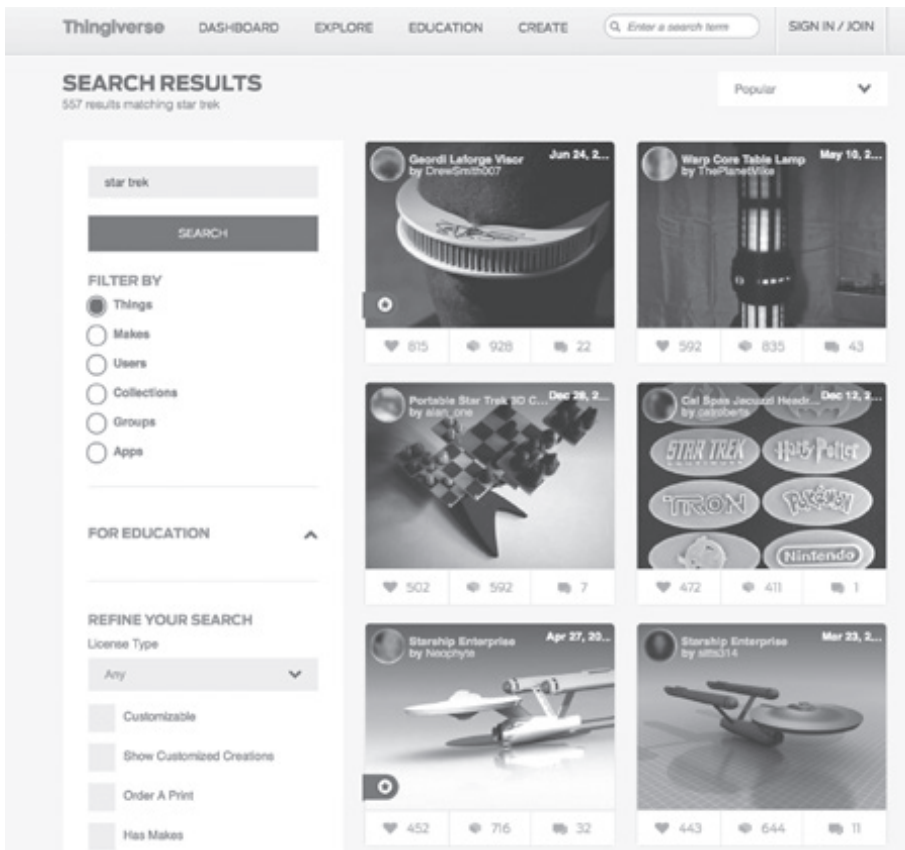 Thingiverse DASHBOARD EXPLORE EDUCATION CREATE Enter a search term SIGN IN / JOIN
SEARCH RESULTS
557 results matching star trek
Popular
star trek
SEARCH
FILTER BY
Things
Makes
Users
Collections
Groups
Apps
FOR EDUCATION
REFINE YOUR SEARCH
License Type
Any
Customizable
Show Customized Creations
Order A Print
Has Makes
Geordi Laforge Visor Jun 24, 2...
by DrewSmith007
815 928 22
Warp Core Table Lamp May 10, 2...
by ThePlanetMike
592 835 43
Portable Star Trek 3D C... Dec 28, 2...
by alan_one
502 592 7
Cal Spas Jacuzzi Headr... Dec 12, 2...
by catroberts
STAR TREK Harry Potter
TRON POKéMON
Nintendo
472 411 1
Starship Enterprise Apr 27, 20...
by Neophyte
452 716 32
Starship Enterprise Mar 23, 2...
443 644 11